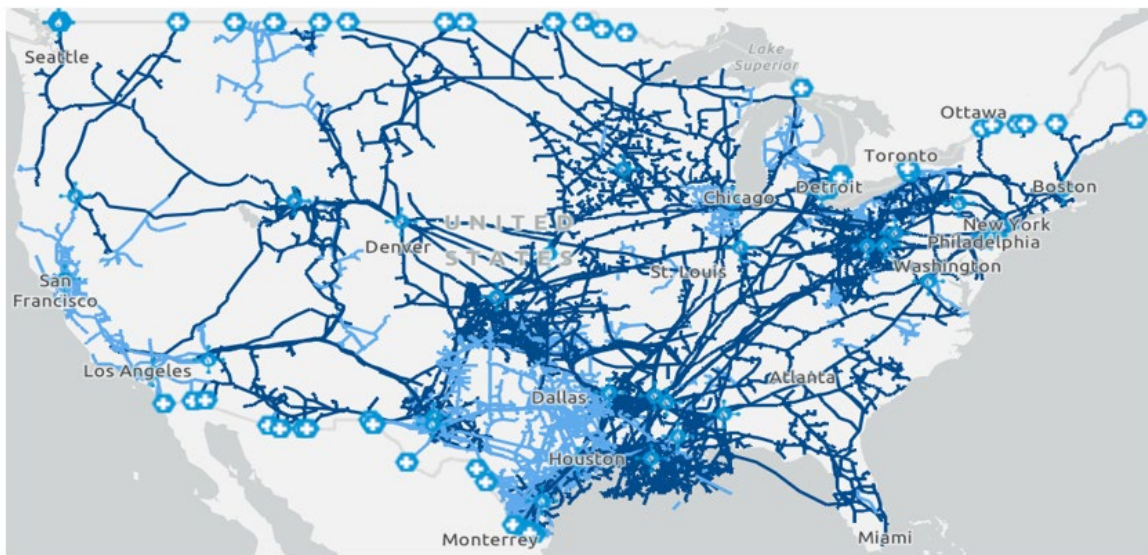 Seattle
Lake
Superior
Ottawa
Toronto
Chicago
Detroit
Boston
UNITED
STATES
Denver
New York
Philadelphia
St. Louis
Washington
San
Francisco
Los Angeles
Dallas
Atlanta
Houston
Monterrey
Miami